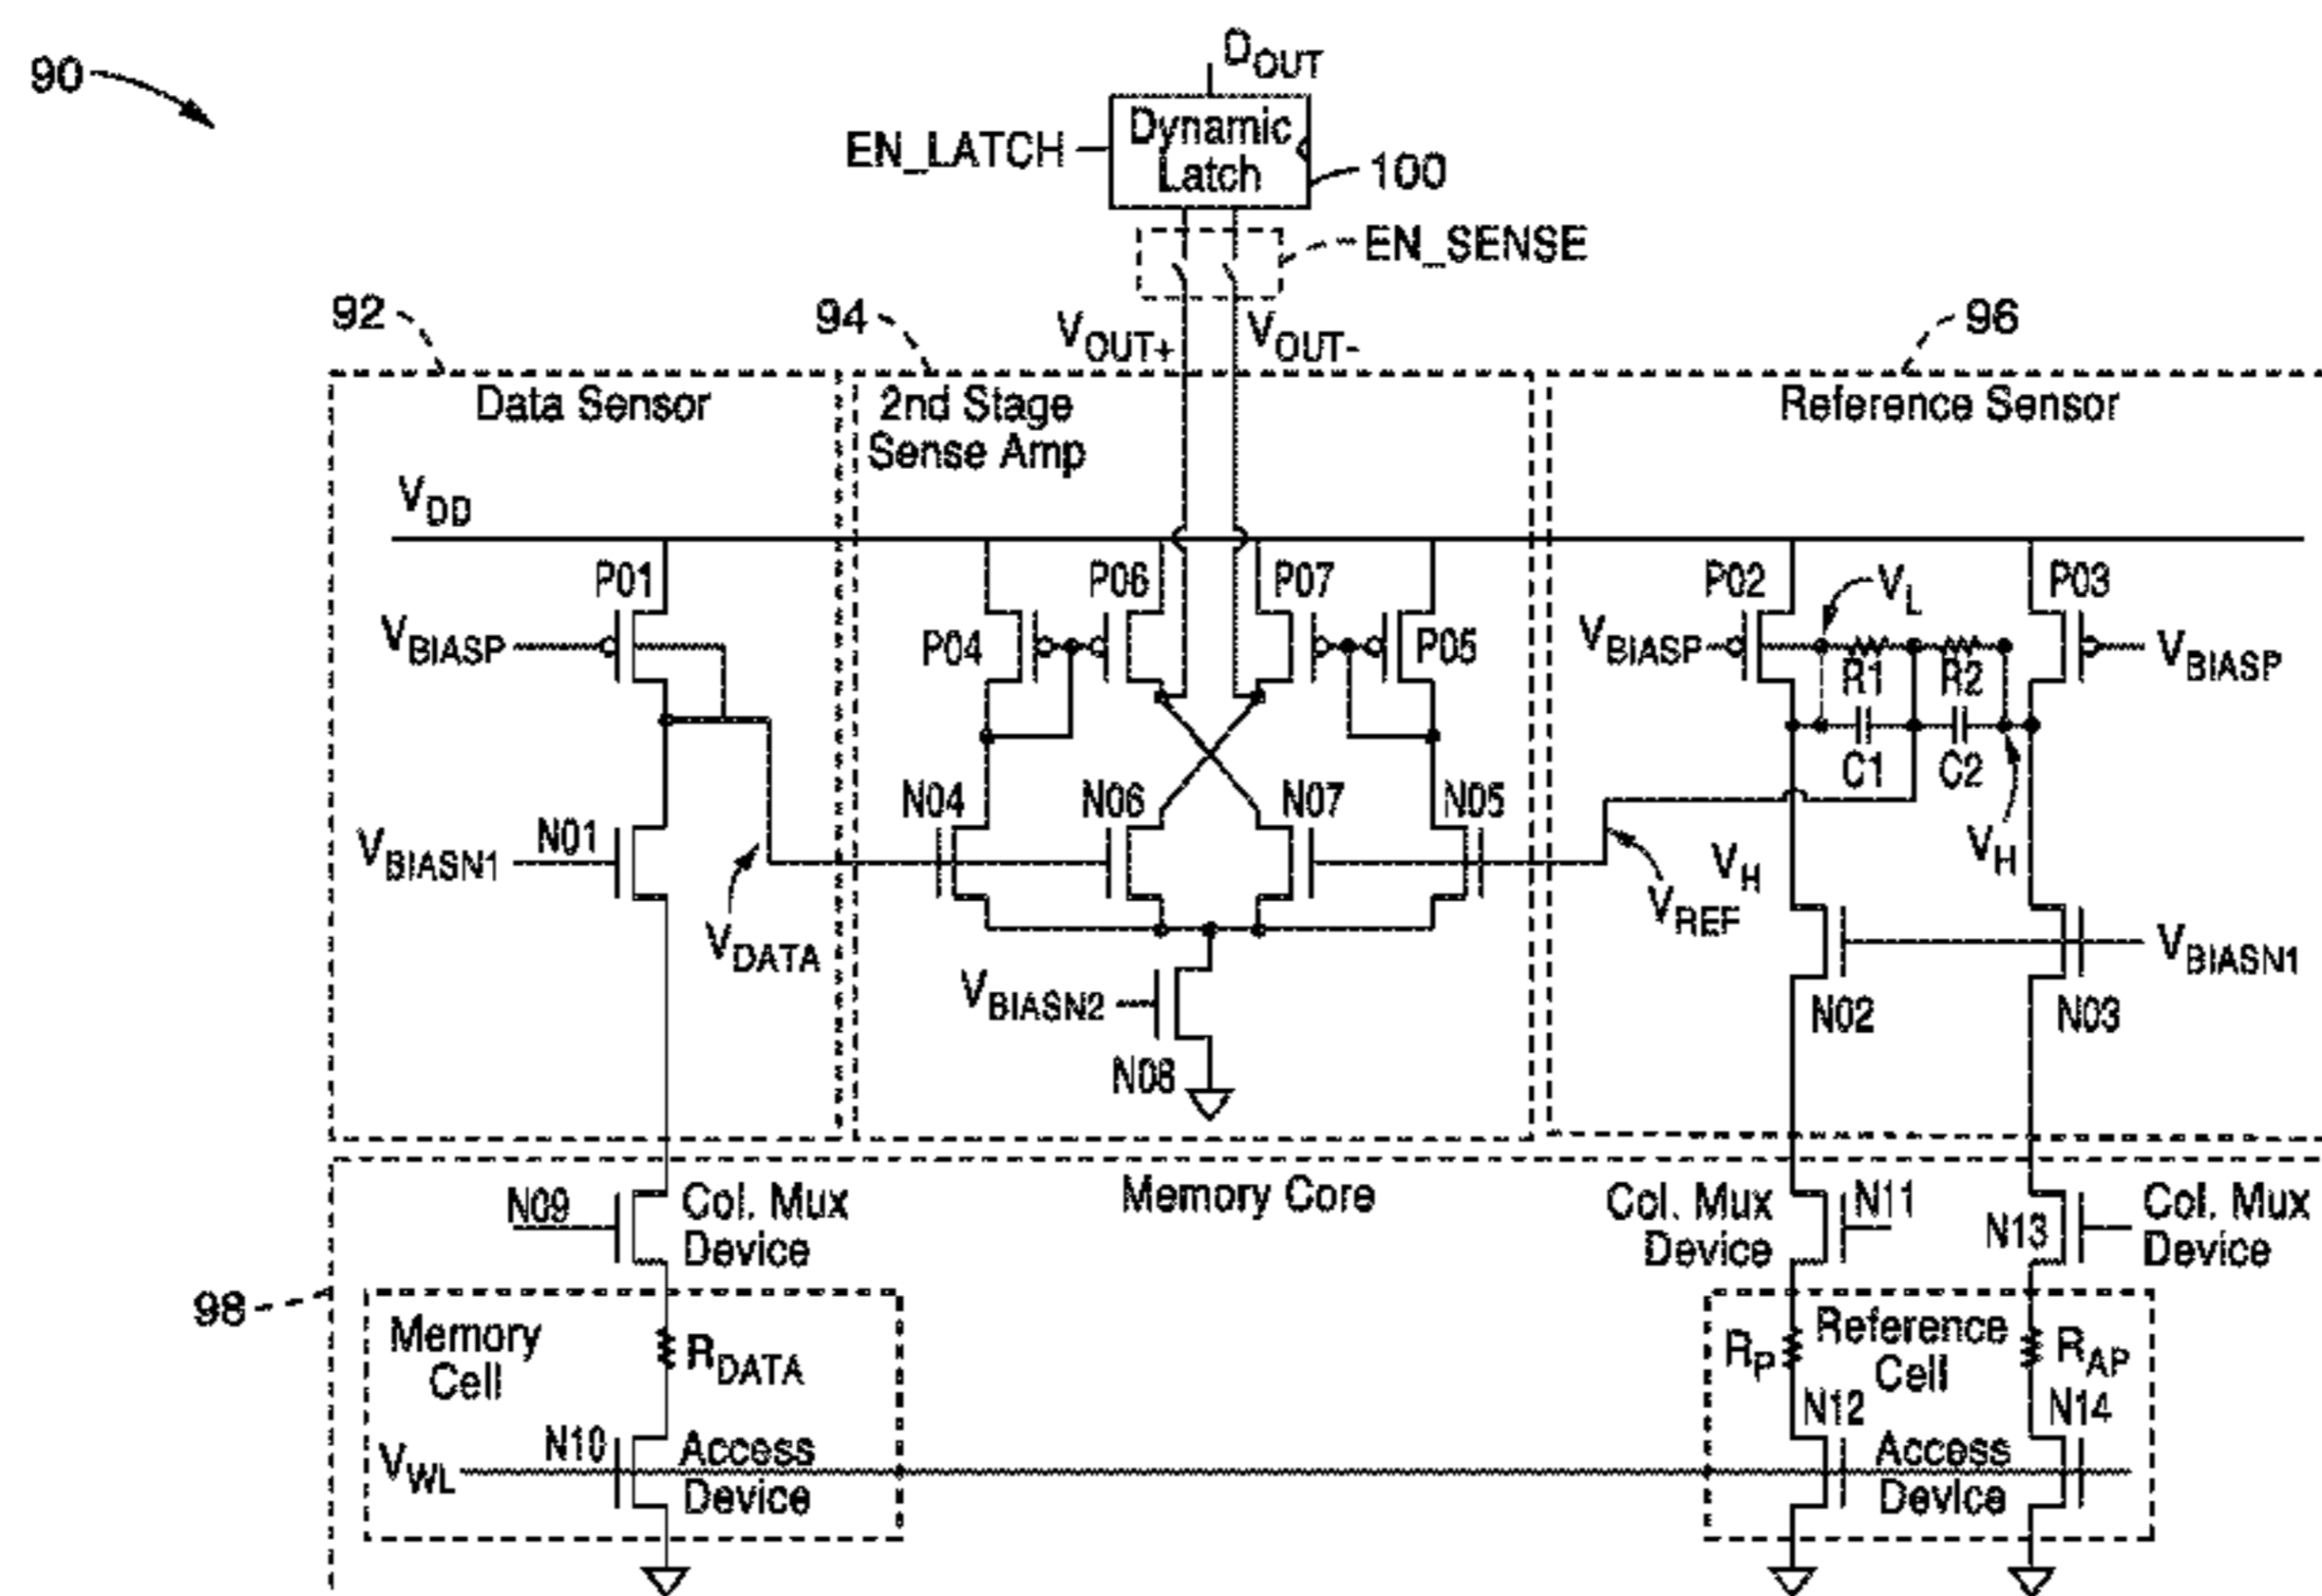 90
DOUT
Dynamic
Latch
EN_LATCH
100
EN_SENSE
92
94
VOUT+
VOUT-
96
Data Sensor
2nd Stage
Sense Amp
Reference Sensor
VDD
P01
P06
P07
P02
VL
P03
VBIASP
P04
P05
VBIASP
R1
R2
VBIASP
C1
C2
N01
N04
N06
N07
N05
VBIASN1
VH
VH
VREF
VDATA
VBIASN2
VBIASN1
N02
N03
N08
N09
Col. Mux
Device
Memory Core
Col. Mux
Device
N11
N13
Col. Mux
Device
98
Memory
Cell
RDATA
RP
Reference
Cell
RAP
N12
N14
VWL
N10
Access
Device
Access
Device